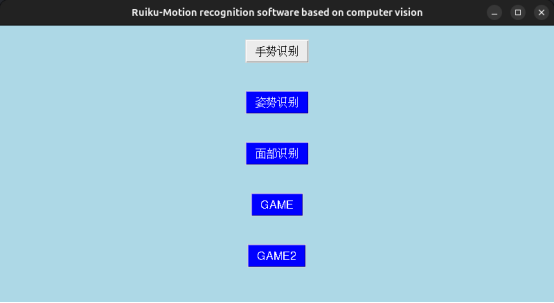 Ruiku-Motion recognition software based on computer vision
手势识别
姿势识别
面部识别
GAME
GAME2